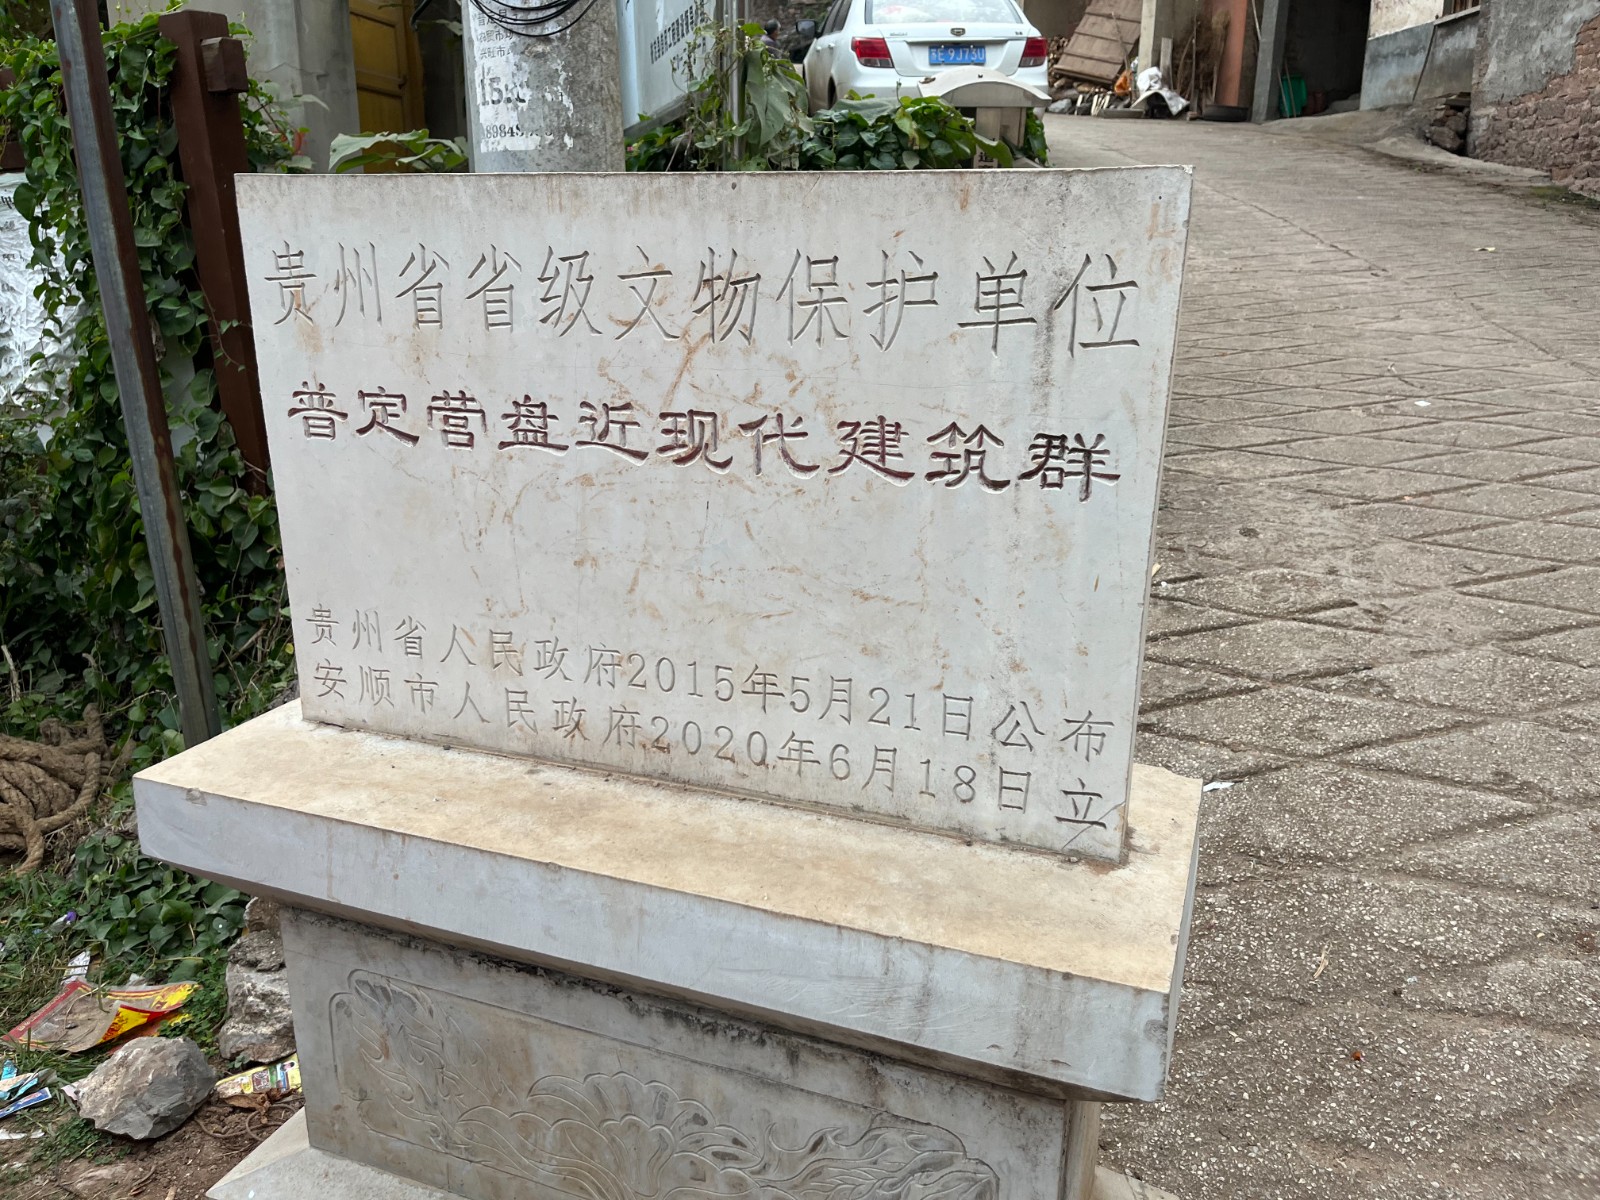 贵州省省级文物保护单位
普定营盘近现代建筑群
贵州省人民政府2015年5月21日公布
安顺市人民政府2020年6月18日立